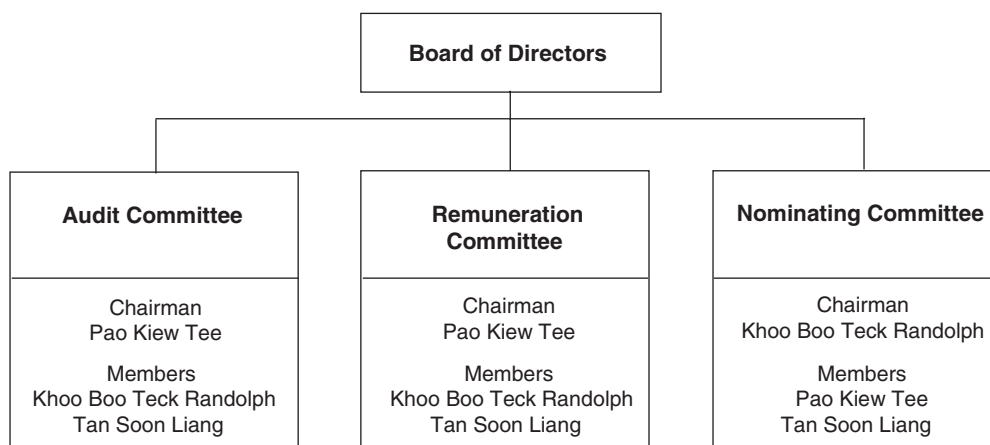 Board of Directors
Audit Committee
Chairman
Pao Kiew Tee
Members
Khoo Boo Teck Randolph
Tan Soon Liang
Remuneration
Committee
Chairman
Pao Kiew Tee
Members
Khoo Boo Teck Randolph
Tan Soon Liang
Nominating Committee
Chairman
Khoo Boo Teck Randolph
Members
Pao Kiew Tee
Tan Soon Liang